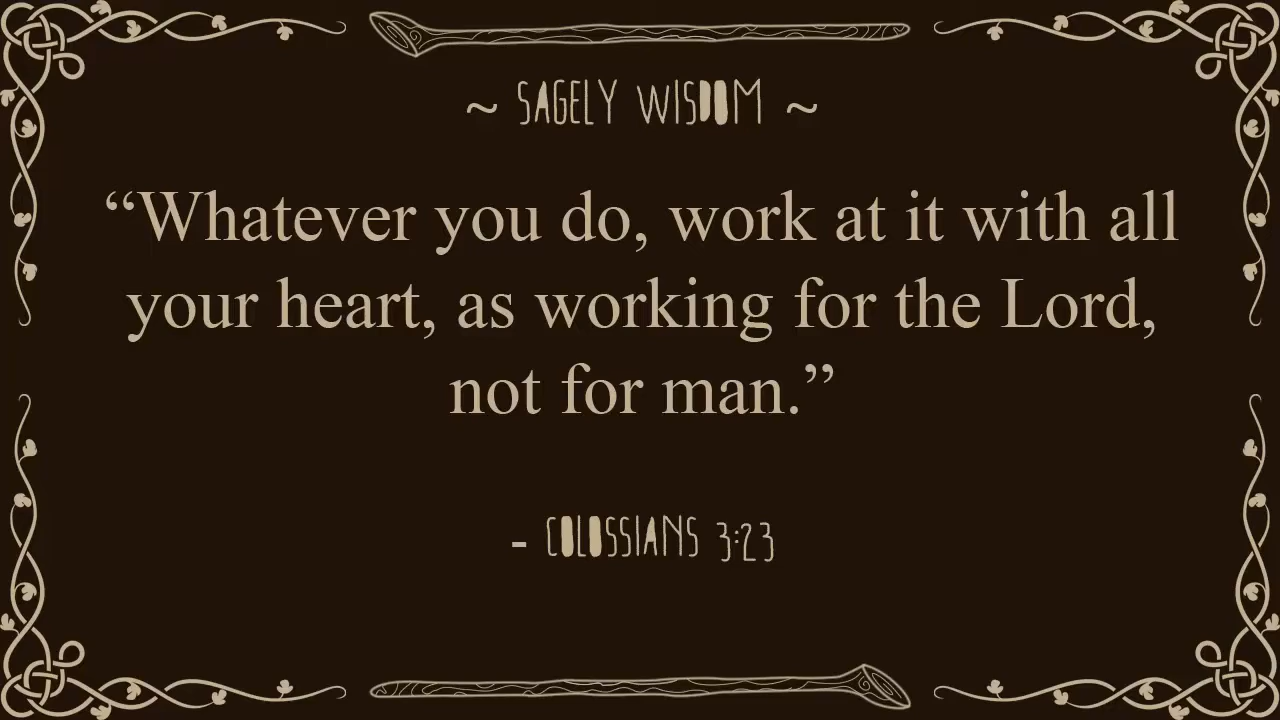 ~ SAGELY WISDOM ~
“Whatever you do, work at it with all
your heart, as working for the Lord,
not for man.”
- COLOSSIANS 3:23